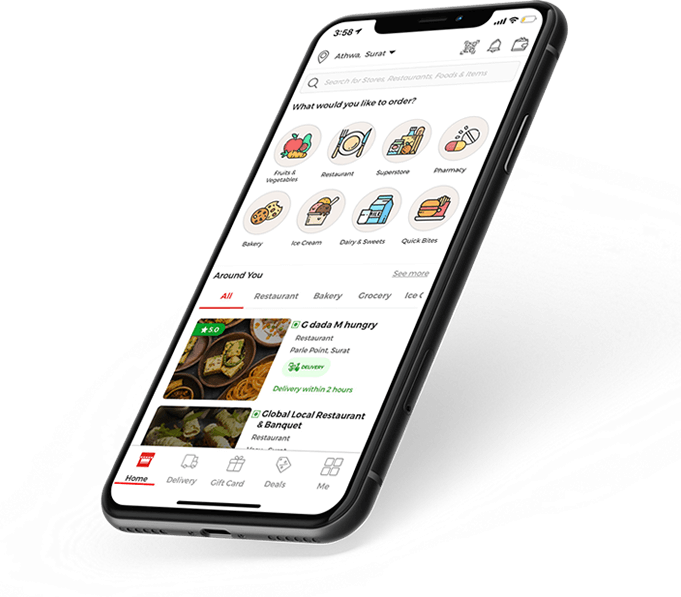 3:58
Athwa, Surat
Search for Stores, Restaurants, Foods & Items
What would you like to order?
Fruits & Vegetables
Restaurant
Superstore
Pharmacy
Bakery
Ice Cream
Dairy & Sweets
Quick Bites
Around You
See more
All
Restaurant
Bakery
Grocery
Ice C
5.0
G dada M hungry
Restaurant
Parle Point, Surat
DELIVERY
Delivery within 2 hours
Global Local Restaurant
& Banquet
Restaurant
Home
Delivery
Gift Card
Deals
Me